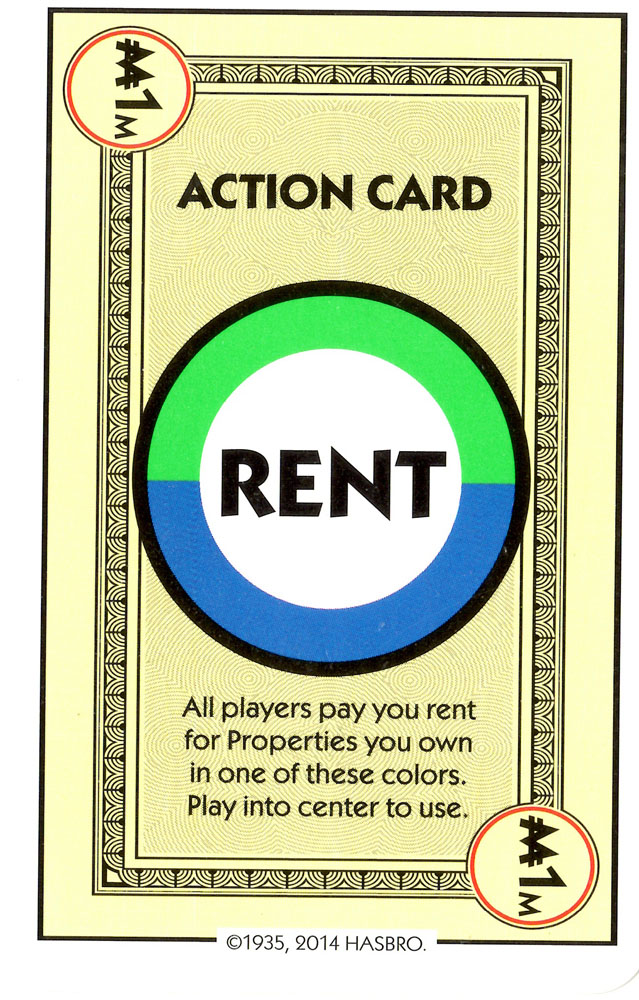 ₩1M
ACTION CARD
RENT
All players pay you rent
for Properties you own
in one of these colors.
Play into center to use.
₩1M
©1935, 2014 HASBRO.